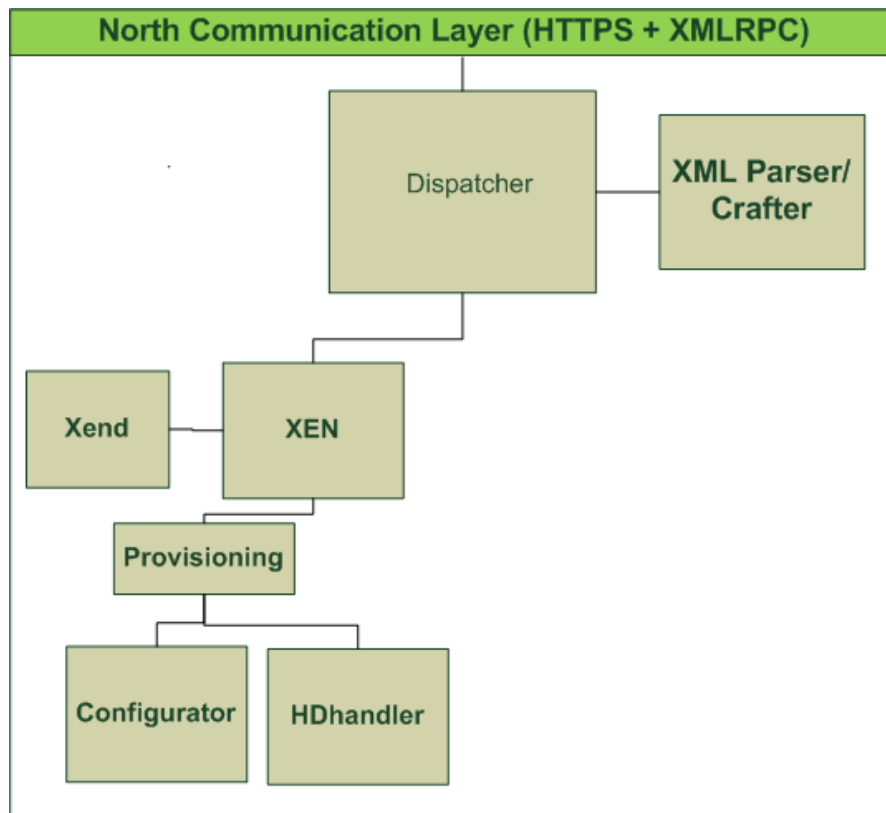 North Communication Layer (HTTPS + XMLRPC)
Dispatcher
XML Parser/
Crafter
Xend
XEN
Provisioning
Configurator
HDhandler